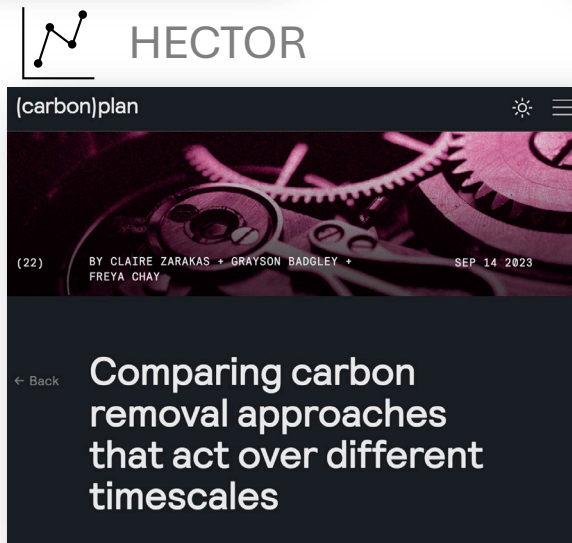 HECTOR
(carbon)plan
(22)
BY CLAIRE ZARAKAS + GRAYSON BADGLEY +
FREYA CHAY
SEP 14 2023
← Back
Comparing carbon
removal approaches
that act over different
timescales